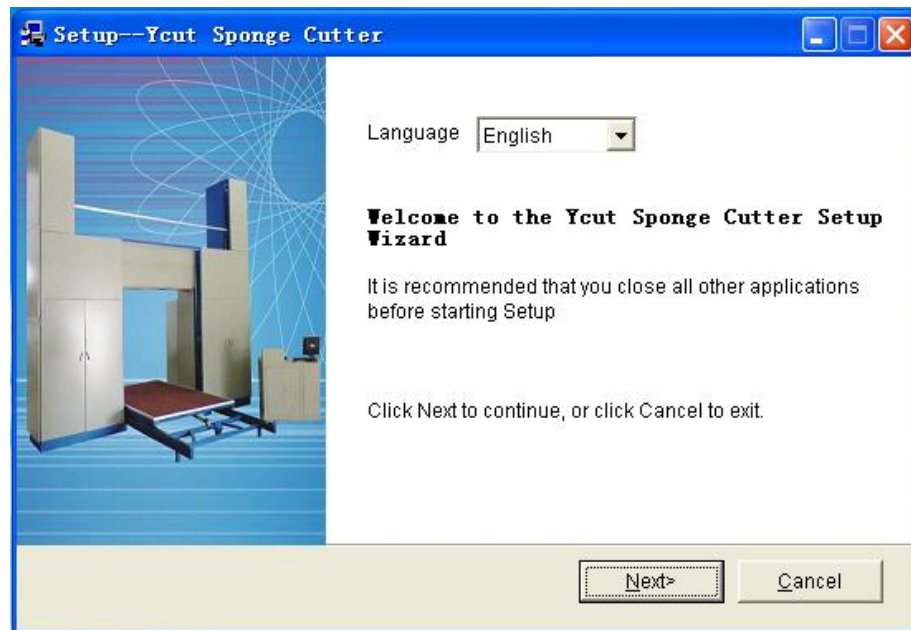 Setup--Ycut Sponge Cutter
Language English
Welcome to the Ycut Sponge Cutter Setup
Wizard
It is recommended that you close all other applications
before starting Setup
Click Next to continue, or click Cancel to exit.
Next> Cancel